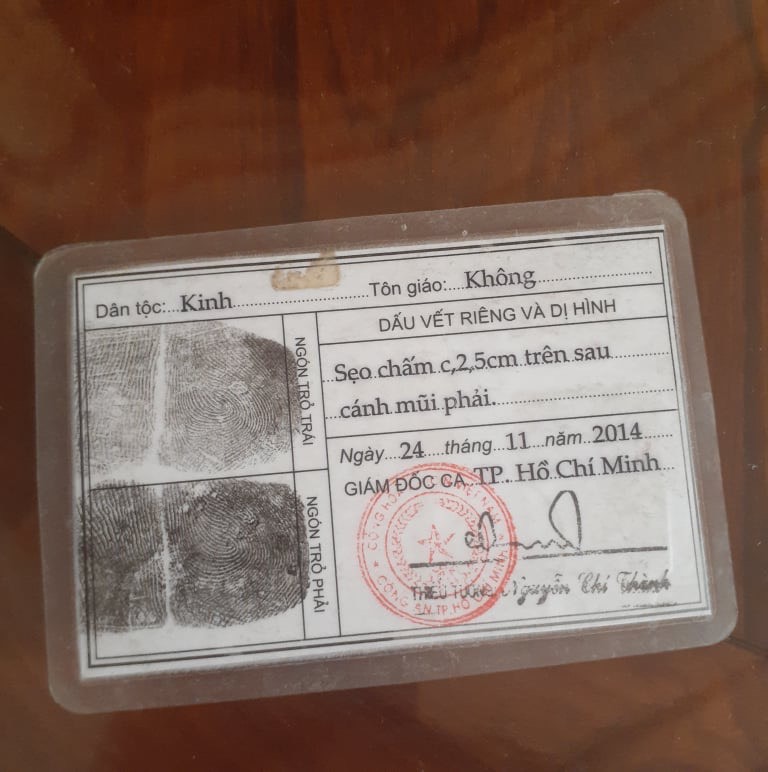 Dân tộc:...Kinh........................Tôn giáo:....Không........................
NGÓN TRỎ TRÁI
NGÓN TRỎ PHẢI
DẤU VẾT RIÊNG VÀ DỊ HÌNH
Sẹo chấm c,2,5cm trên sau
cánh mũi phải.
Ngày...24....tháng...11...năm..2014
GIÁM ĐỐC CA TP. Hồ Chí Minh
THIẾU TƯỚNG Nguyễn Chí Thành